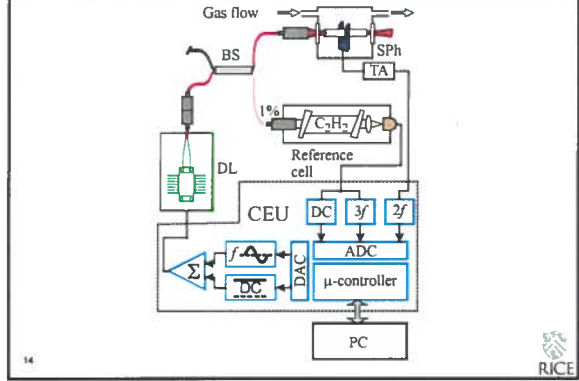 Gas flow
BS
SPh
TA
1%
C₂H₂
Reference
cell
DL
CEU
DC
3f
2f
ADC
f
DAC
Σ
DC
μ-controller
PC
14
RICE